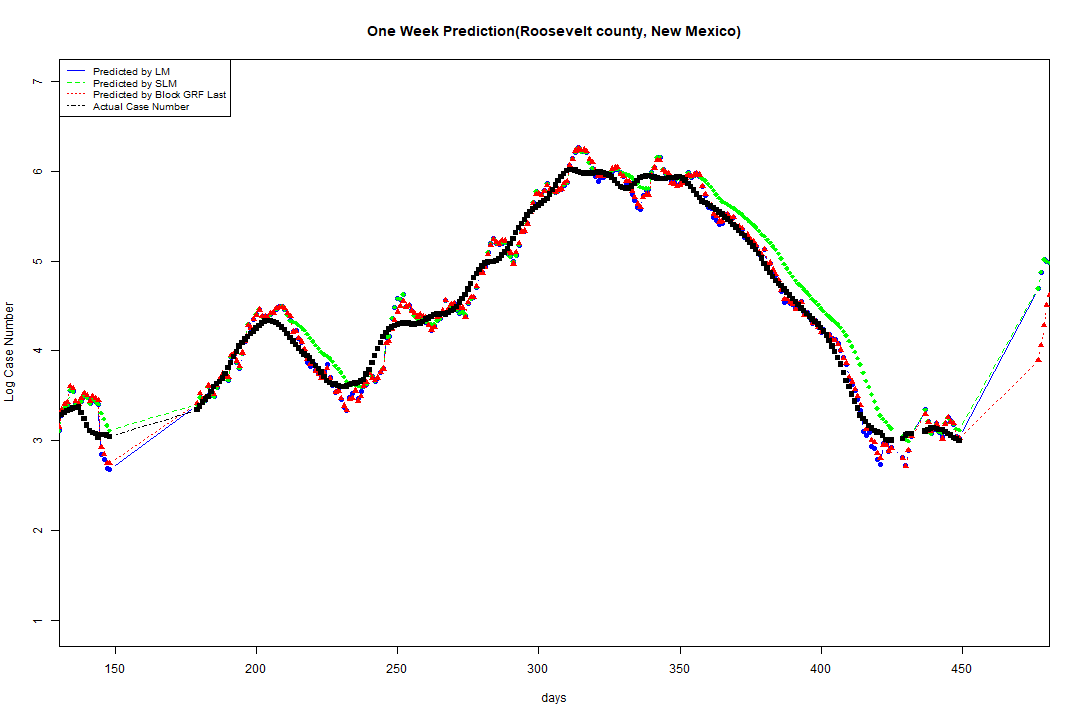 One Week Prediction(Roosevelt county, New Mexico)
Predicted by LM
Predicted by SLM
Predicted by Block GRF Last
Actual Case Number
7
6
5
4
3
2
1
Log Case Number
150 200 250 300 350 400 450
days